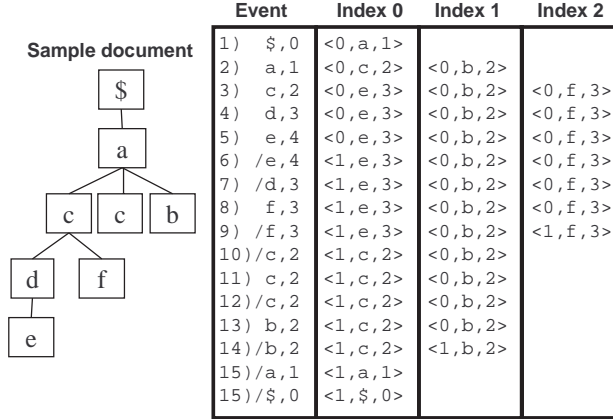 Event Index 0 Index 1 Index 2
Sample document
$
a
c c b
d f
e
1) $,0 <0,a,1>
2) a,1 <0,c,2> <0,b,2>
3) c,2 <0,e,3> <0,b,2> <0,f,3>
4) d,3 <0,e,3> <0,b,2> <0,f,3>
5) e,4 <0,e,3> <0,b,2> <0,f,3>
6) /e,4 <1,e,3> <0,b,2> <0,f,3>
7) /d,3 <1,e,3> <0,b,2> <0,f,3>
8) f,3 <1,e,3> <0,b,2> <0,f,3>
9) /f,3 <1,e,3> <0,b,2> <1,f,3>
10)/c,2 <1,c,2> <0,b,2>
11) c,2 <1,c,2> <0,b,2>
12)/c,2 <1,c,2> <0,b,2>
13) b,2 <1,c,2> <0,b,2>
14)/b,2 <1,c,2> <1,b,2>
15)/a,1 <1,a,1>
15)/$,0 <1,$,0>